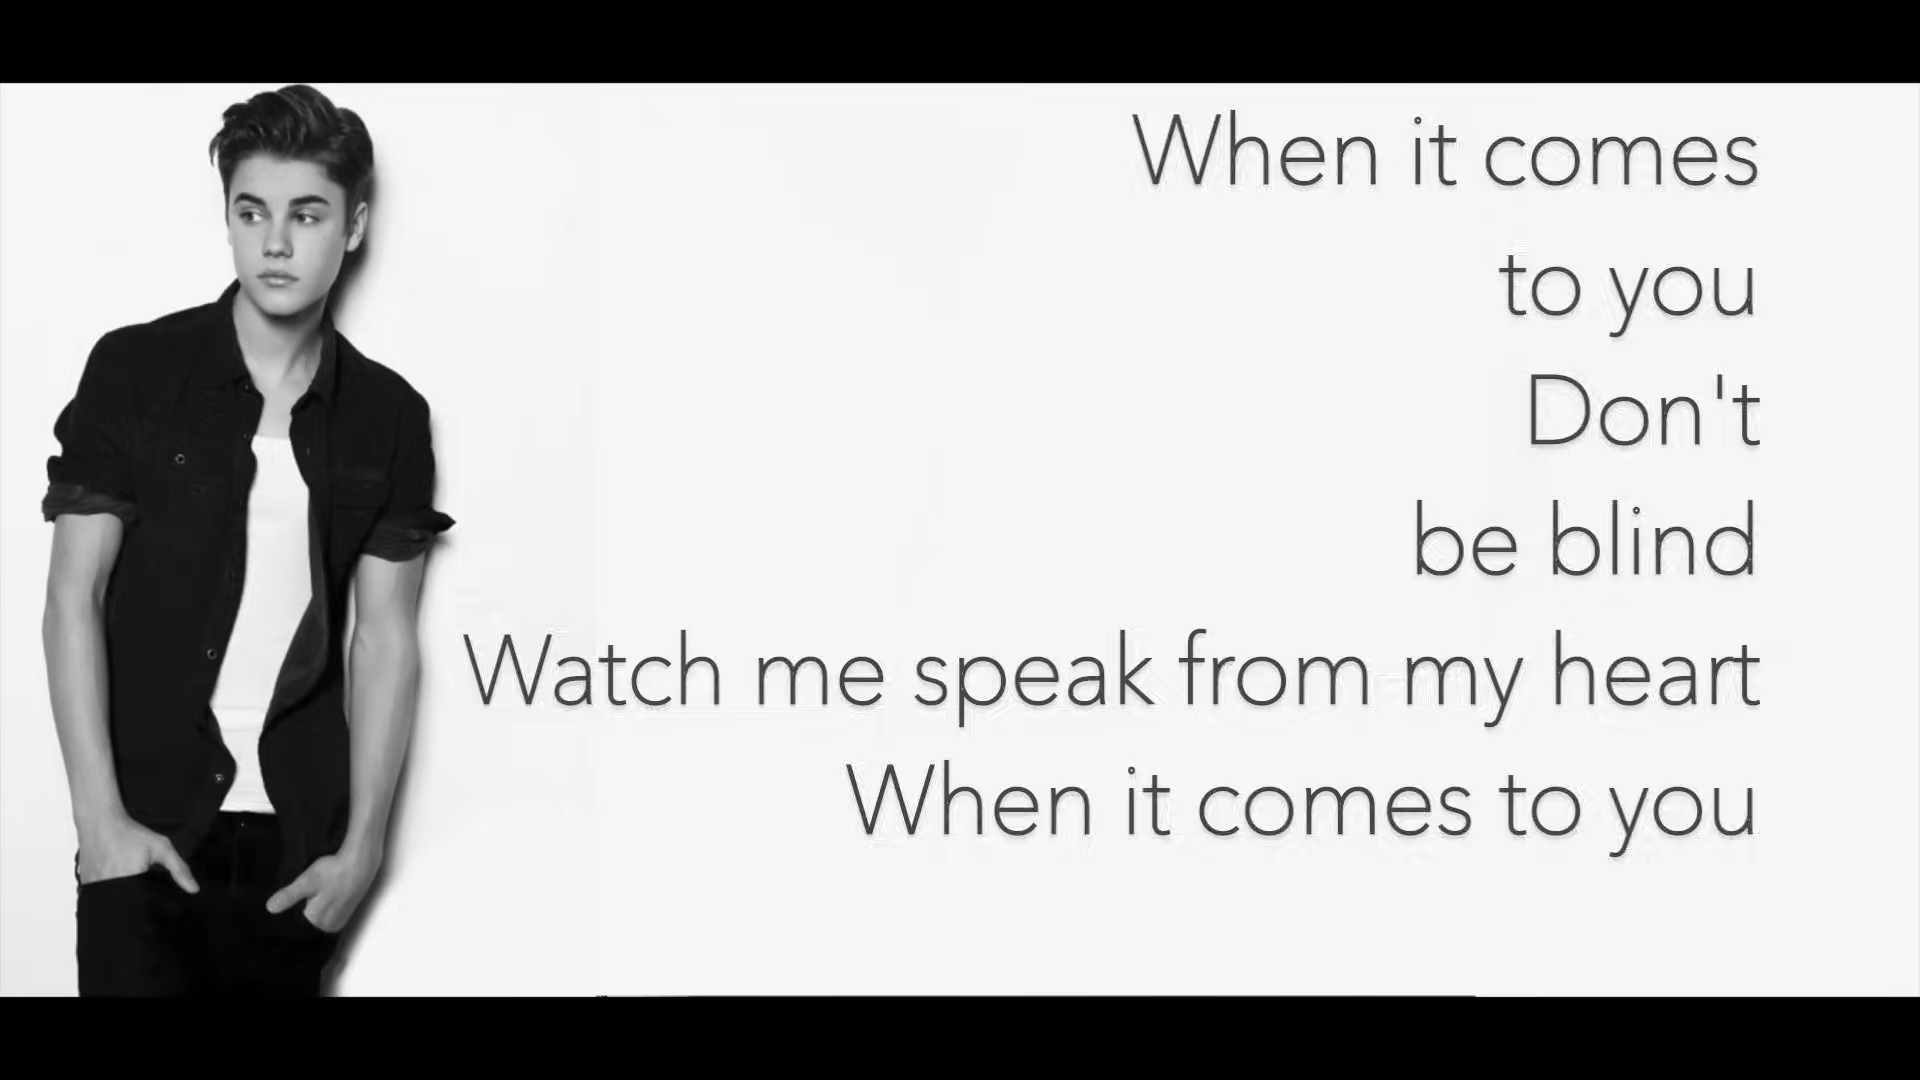 When it comes
to you
Don't
be blind
Watch me speak from my heart
When it comes to you